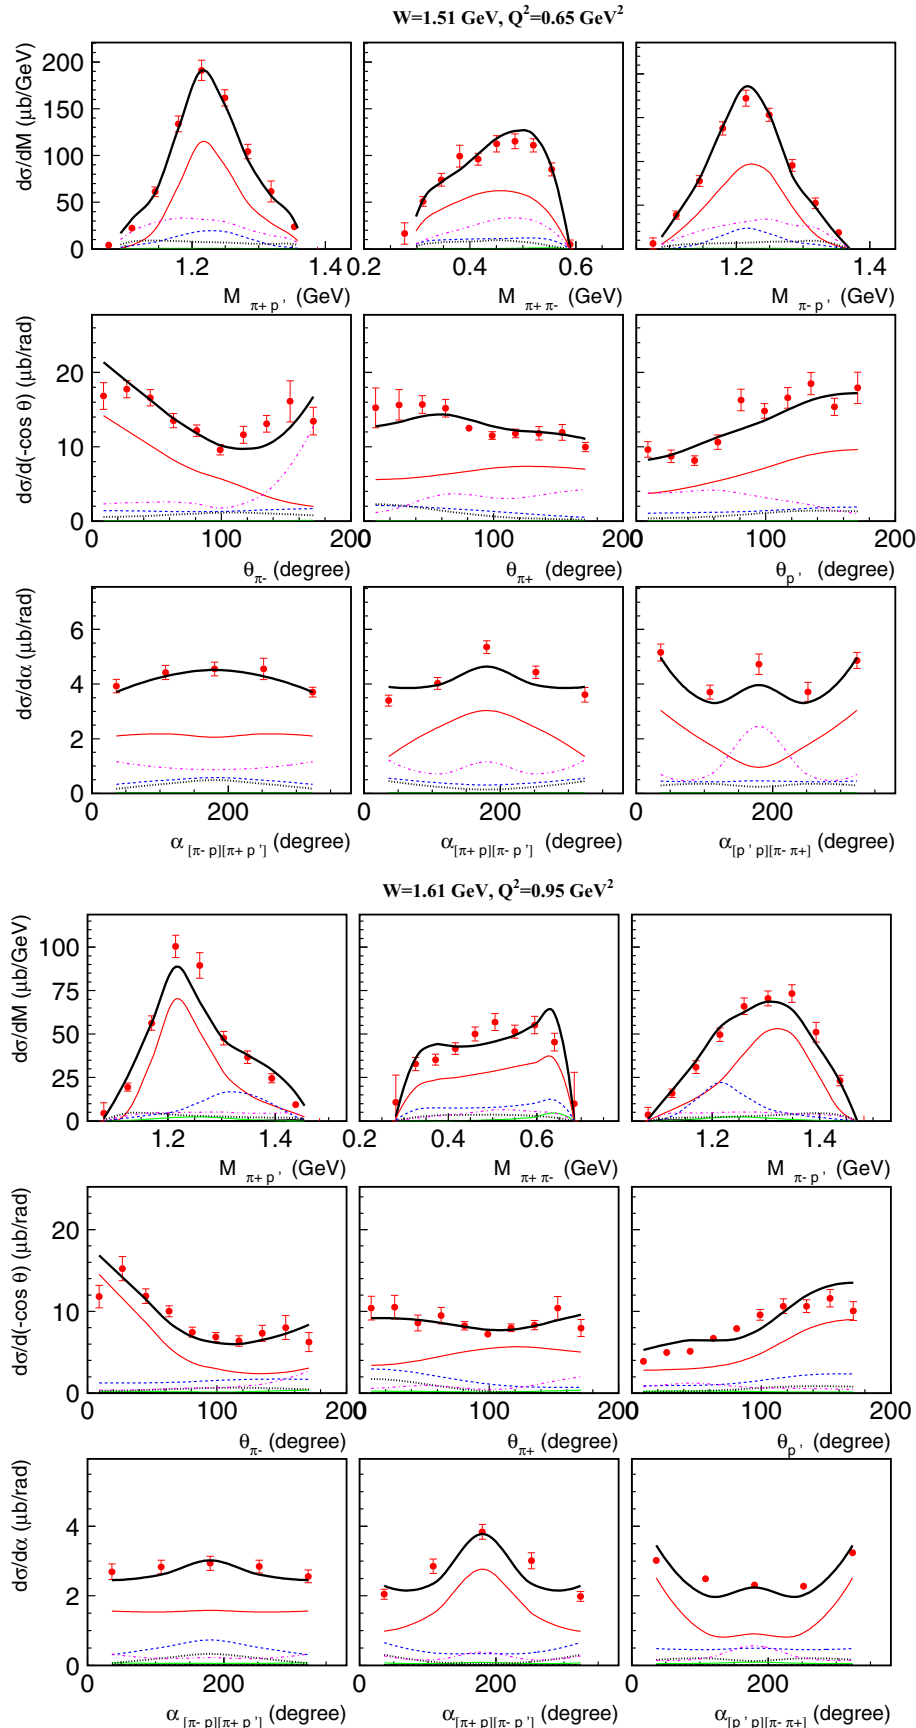 W=1.51 GeV, Q²=0.65 GeV²
dσ/dM (μb/GeV)
200
150
100
50
0
1.2 1.4
0.2 0.4 0.6
1.2 1.4
M π+ p' (GeV)
M π+ π- (GeV)
M π- p' (GeV)
dσ/d(-cos θ) (μb/rad)
20
10
0
0 100 200
0 100 200
0 100 200
θ π- (degree)
θ π+ (degree)
θ p' (degree)
dσ/dα (μb/rad)
6
4
2
0
0 200
0 200
0 200
α [π- p][π+ p'] (degree)
α [π+ p][π- p'] (degree)
α [p' p][π- π+] (degree)
W=1.61 GeV, Q²=0.95 GeV²
dσ/dM (μb/GeV)
100
75
50
25
0
1.2 1.4
0.2 0.4 0.6
1.2 1.4
M π+ p' (GeV)
M π+ π- (GeV)
M π- p' (GeV)
dσ/d(-cos θ) (μb/rad)
20
10
0
0 100 200
0 100 200
0 100 200
θ π- (degree)
θ π+ (degree)
θ p' (degree)
dσ/dα (μb/rad)
4
2
0
0 200
0 200
0 200
α [π- p][π+ p'] (degree)
α [π+ p][π- p'] (degree)
α [p' p][π- π+] (degree)